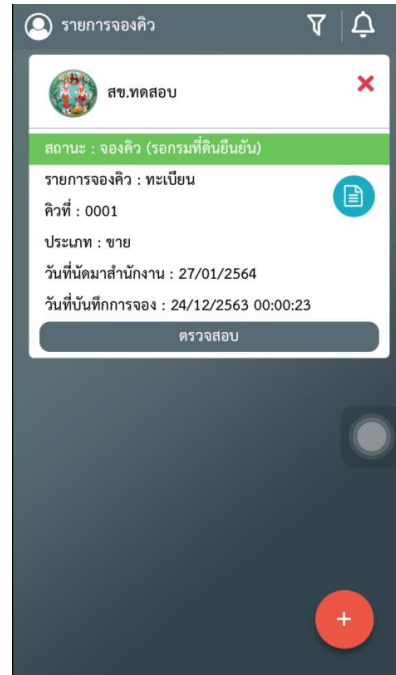 รายการจองคิว
สข.ทดสอบ
สถานะ : จองคิว (รอกรมที่ดินยืนยัน)
รายการจองคิว : ทะเบียน
คิวที่ : 0001
ประเภท : ขาย
วันที่นัดมาสำนักงาน : 27/01/2564
วันที่บันทึกการจอง : 24/12/2563 00:00:23
ตรวจสอบ